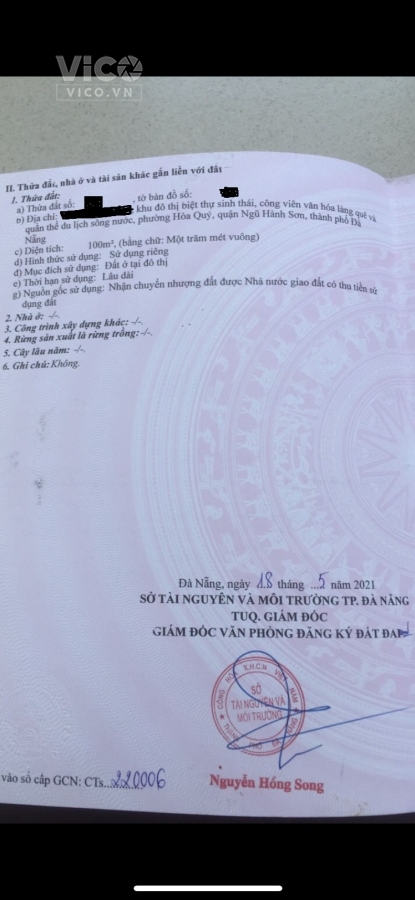 ViCO
ViCO.VN
II. Thửa đất, nhà ở và tài sản khác gắn liền với đất
1. Thửa đất:
a) Thửa đất số: , tờ bản đồ số:
b) Địa chỉ: khu đô thị biệt thự sinh thái, công viên văn hóa làng quê và
quần thể du lịch sông nước, phường Hòa Quý, quận Ngũ Hành Sơn, thành phố Đà
Nẵng
c) Diện tích: 100m², (bằng chữ: Một trăm mét vuông)
d) Hình thức sử dụng: Sử dụng riêng
đ) Mục đích sử dụng: Đất ở tại đô thị
e) Thời hạn sử dụng: Lâu dài
g) Nguồn gốc sử dụng: Nhận chuyển nhượng đất được Nhà nước giao đất có thu tiền sử
dụng đất
2. Nhà ở: -/-.
3. Công trình xây dựng khác: -/-.
4. Rừng sản xuất là rừng trồng: -/-.
5. Cây lâu năm: -/-.
6. Ghi chú: Không.
Đà Nẵng, ngày 18 tháng ...5 năm 2021
SỞ TÀI NGUYÊN VÀ MÔI TRƯỜNG TP. ĐÀ NẴNG
TUQ. GIÁM ĐỐC
GIÁM ĐỐC VĂN PHÒNG ĐĂNG KÝ ĐẤT ĐAI
SỞ
TÀI NGUYÊN VÀ
MÔI TRƯỜNG
vào sổ cấp GCN: CTs...220006
Nguyễn Hồng Song